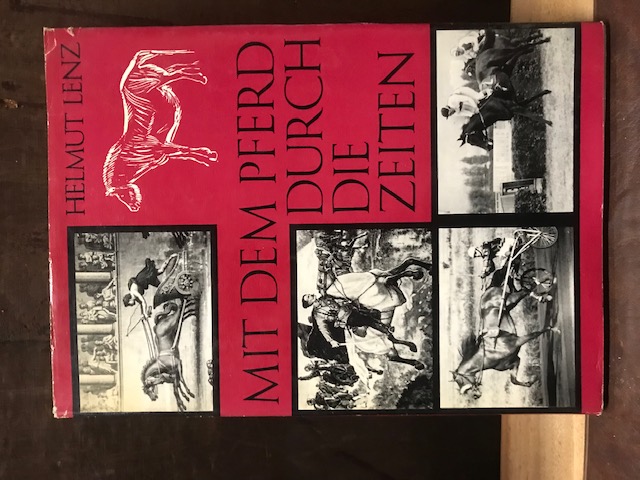 HELMUT LENZ
MIT DEM PFERD
DURCH
DIE
ZEITEN